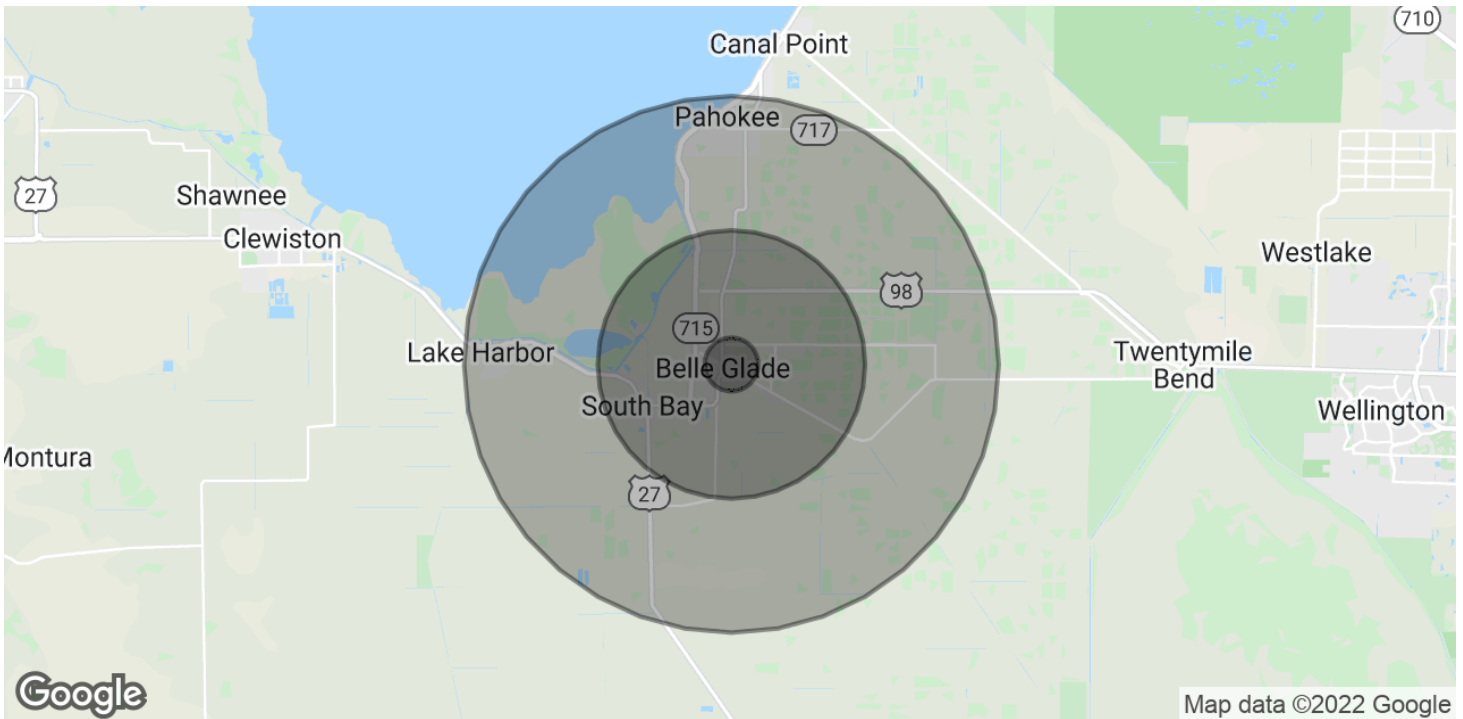 710
Canal Point
Pahokee
717
27
Shawnee
Clewiston
Westlake
98
715
Lake Harbor
Belle Glade
Twentymile
Bend
South Bay
Wellington
Montura
27
Google
Map data ©2022 Google